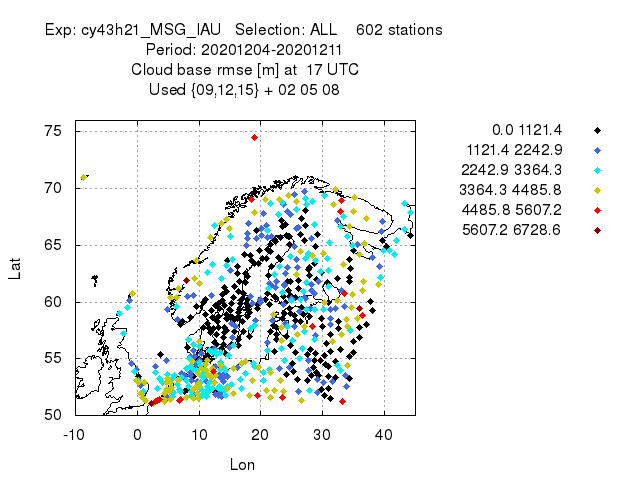 Exp: cy43h21_MSG_IAU   Selection: ALL    602 stations
Period: 20201204-20201211
Cloud base rmse [m] at  17 UTC
Used {09,12,15} + 02 05 08
0.0 1121.4
1121.4 2242.9
2242.9 3364.3
3364.3 4485.8
4485.8 5607.2
5607.2 6728.6
75
70
65
60
55
50
Lat
-10 0 10 20 30 40
Lon